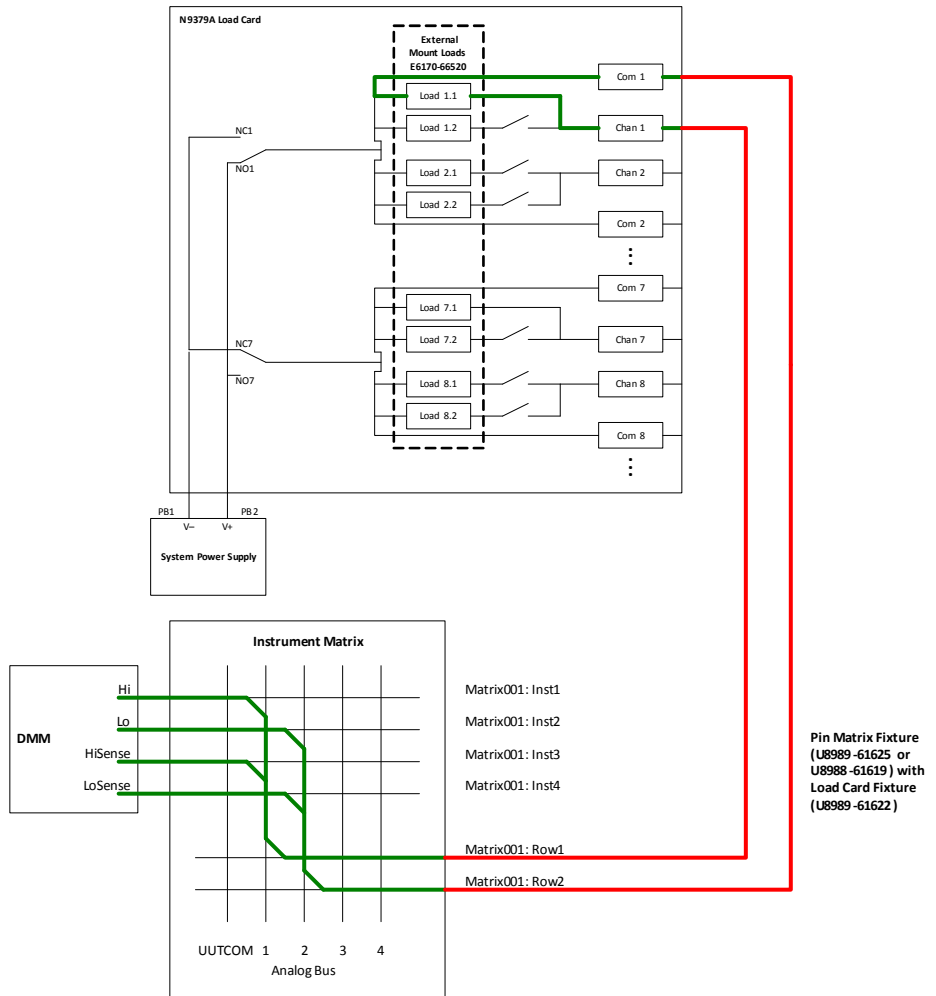 N9379A Load Card
External
Mount Loads
E6170-66520
Com 1
Load 1.1
Load 1.2
Chan 1
NC1
NO1
Load 2.1
Chan 2
Load 2.2
Com 2
Com 7
Load 7.1
Load 7.2
Chan 7
NC7
NO7
Load 8.1
Chan 8
Load 8.2
Com 8
PB1
PB2
V–
V+
System Power Supply
Instrument Matrix
Hi
Matrix001: Inst1
Lo
Matrix001: Inst2
DMM
HiSense
Matrix001: Inst3
LoSense
Matrix001: Inst4
Pin Matrix Fixture
(U8989-61625 or
U8988-61619) with
Load Card Fixture
(U8989-61622)
Matrix001: Row1
Matrix001: Row2
UUTCOM 1 2 3 4
Analog Bus